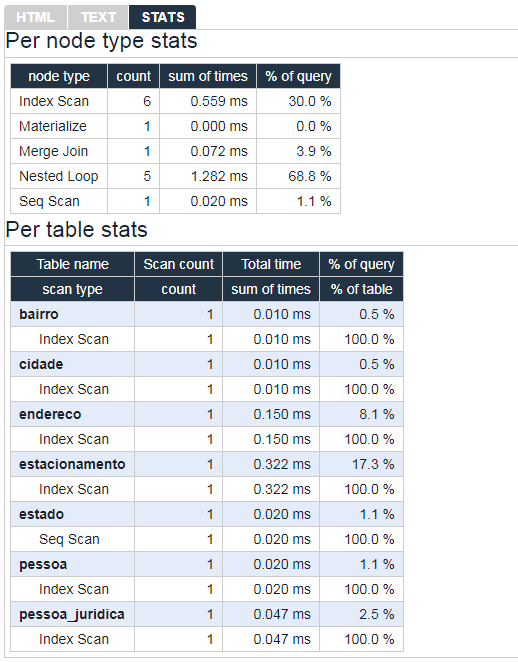 HTML TEXT STATS
Per node type stats
node type count sum of times % of query
Index Scan 6 0.559 ms 30.0 %
Materialize 1 0.000 ms 0.0 %
Merge Join 1 0.072 ms 3.9 %
Nested Loop 5 1.282 ms 68.8 %
Seq Scan 1 0.020 ms 1.1 %
Per table stats
Table name Scan count Total time % of query
scan type count sum of times % of table
bairro 1 0.010 ms 0.5 %
Index Scan 1 0.010 ms 100.0 %
cidade 1 0.010 ms 0.5 %
Index Scan 1 0.010 ms 100.0 %
endereco 1 0.150 ms 8.1 %
Index Scan 1 0.150 ms 100.0 %
estacionamento 1 0.322 ms 17.3 %
Index Scan 1 0.322 ms 100.0 %
estado 1 0.020 ms 1.1 %
Seq Scan 1 0.020 ms 100.0 %
pessoa 1 0.020 ms 1.1 %
Index Scan 1 0.020 ms 100.0 %
pessoa_juridica 1 0.047 ms 2.5 %
Index Scan 1 0.047 ms 100.0 %